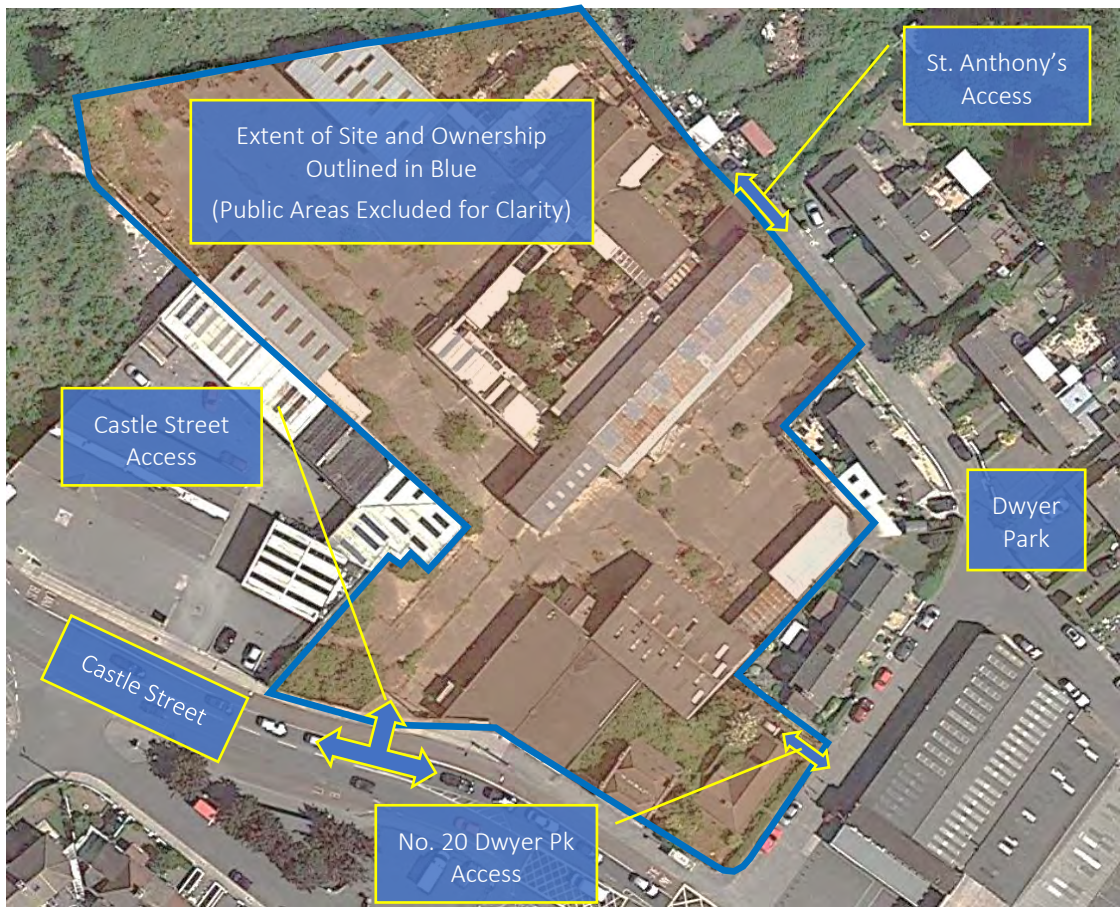 St. Anthony’s
Access
Extent of Site and Ownership
Outlined in Blue
(Public Areas Excluded for Clarity)
Castle Street
Access
Dwyer
Park
Castle Street
No. 20 Dwyer Pk
Access